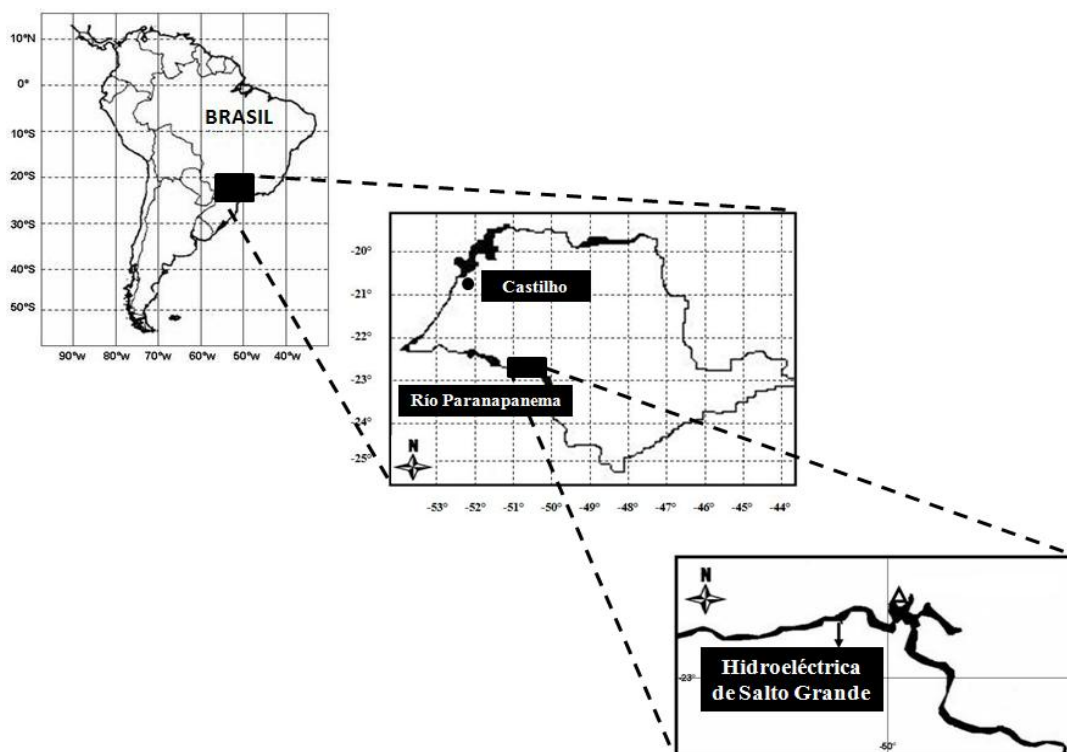 10°N
0°
10°S
20°S
30°S
40°S
50°S
90°W 80°W 70°W 60°W 50°W 40°W
BRASIL
-20°
-21°
-22°
-23°
-24°
-25°
Castilho
Río Paranapanema
N
-53° -52° -51° -50° -49° -48° -47° -46° -45° -44°
N
Hidroeléctrica
de Salto Grande
-23°
-50°